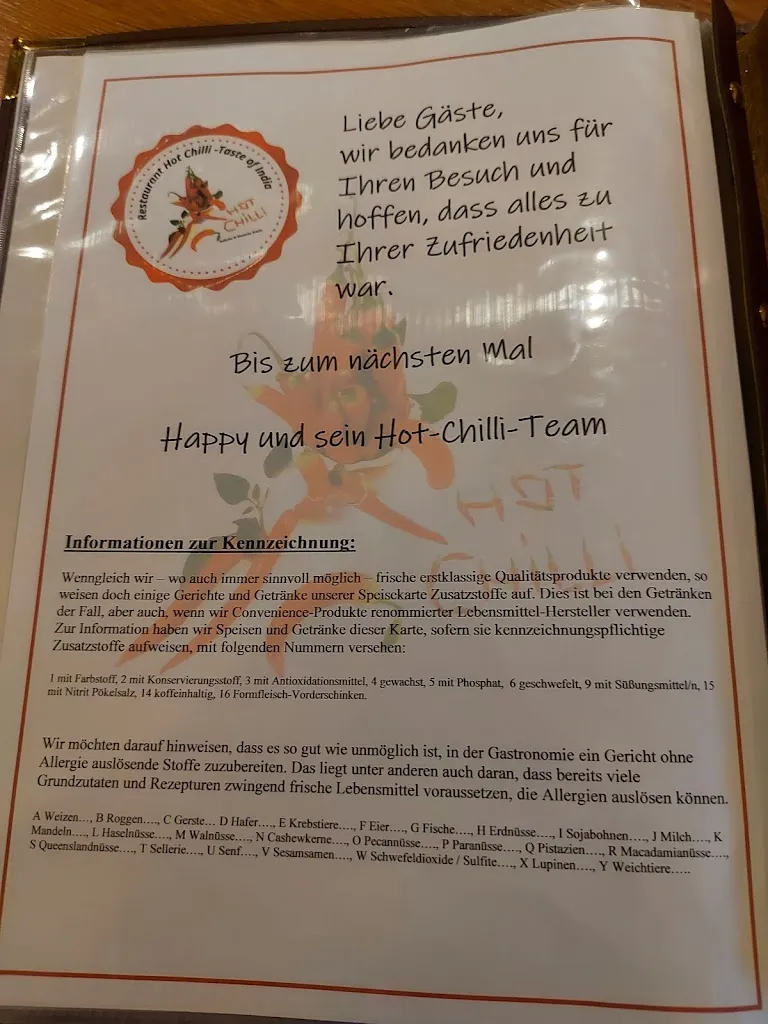 Restaurant Hot Chilli -Taste of India
HOT
CHILLI
Liebe Gäste,
wir bedanken uns für
Ihren Besuch und
hoffen, dass alles zu
Ihrer Zufriedenheit
war.
Bis zum nächsten Mal
Happy und sein Hot-Chilli-Team
Informationen zur Kennzeichnung:
Wenngleich wir – wo auch immer sinnvoll möglich – frische erstklassige Qualitätsprodukte verwenden, so
weisen doch einige Gerichte und Getränke unserer Speisekarte Zusatzstoffe auf. Dies ist bei den Getränken
der Fall, aber auch, wenn wir Convenience-Produkte renommierter Lebensmittel-Hersteller verwenden.
Zur Information haben wir Speisen und Getränke dieser Karte, sofern sie kennzeichnungspflichtige
Zusatzstoffe aufweisen, mit folgenden Nummern versehen:
1 mit Farbstoff, 2 mit Konservierungsstoff, 3 mit Antioxidationsmittel, 4 gewachst, 5 mit Phosphat, 6 geschwefelt, 9 mit Süßungsmittel/n, 15
mit Nitrit Pökelsalz, 14 koffeinhaltig, 16 Formfleisch-Vorderschinken.
Wir möchten darauf hinweisen, dass es so gut wie unmöglich ist, in der Gastronomie ein Gericht ohne
Allergie auslösende Stoffe zuzubereiten. Das liegt unter anderen auch daran, dass bereits viele
Grundzutaten und Rezepturen zwingend frische Lebensmittel voraussetzen, die Allergien auslösen können.
A Weizen…, B Roggen…., C Gerste… D Hafer…., E Krebstiere…., F Eier…., G Fische…., H Erdnüsse…., I Sojabohnen…., J Milch…., K
Mandeln…., L Haselnüsse…., M Walnüsse…., N Cashewkerne…., O Pecannüsse…., P Paranüsse…., Q Pistazien…., R Macadamianüsse….,
S Queenslandnüsse…., T Sellerie…., U Senf…., V Sesamsamen…., W Schwefeldioxide / Sulfite…., X Lupinen…., Y Weichtiere…..